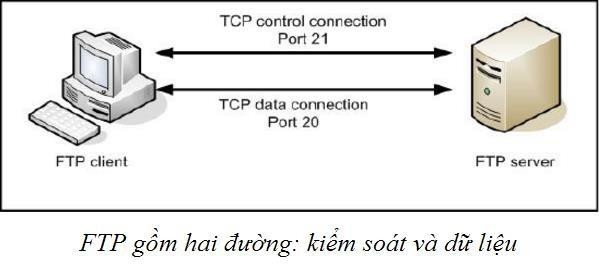 TCP control connection
Port 21
TCP data connection
Port 20
FTP client
FTP server
FTP gồm hai đường: kiểm soát và dữ liệu